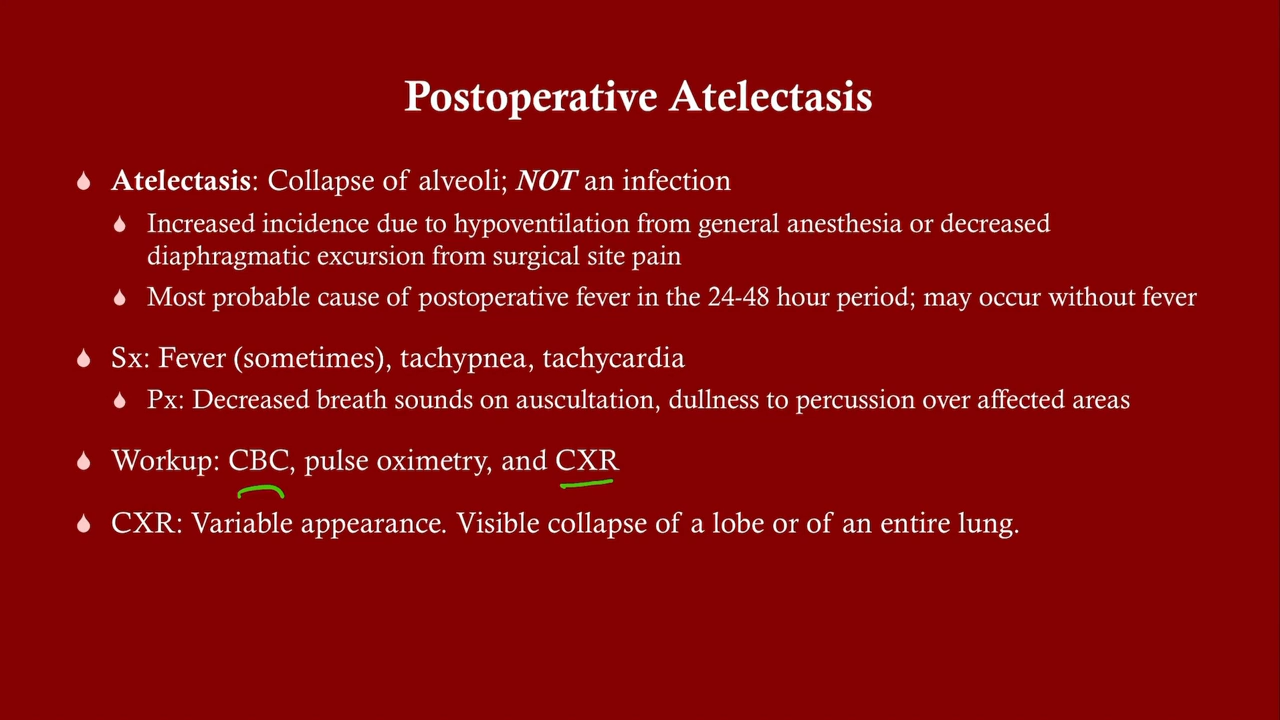 Postoperative Atelectasis
Atelectasis: Collapse of alveoli; NOT an infection
Increased incidence due to hypoventilation from general anesthesia or decreased
diaphragmatic excursion from surgical site pain
Most probable cause of postoperative fever in the 24-48 hour period; may occur without fever
Sx: Fever (sometimes), tachypnea, tachycardia
Px: Decreased breath sounds on auscultation, dullness to percussion over affected areas
Workup: CBC, pulse oximetry, and CXR
CXR: Variable appearance. Visible collapse of a lobe or of an entire lung.